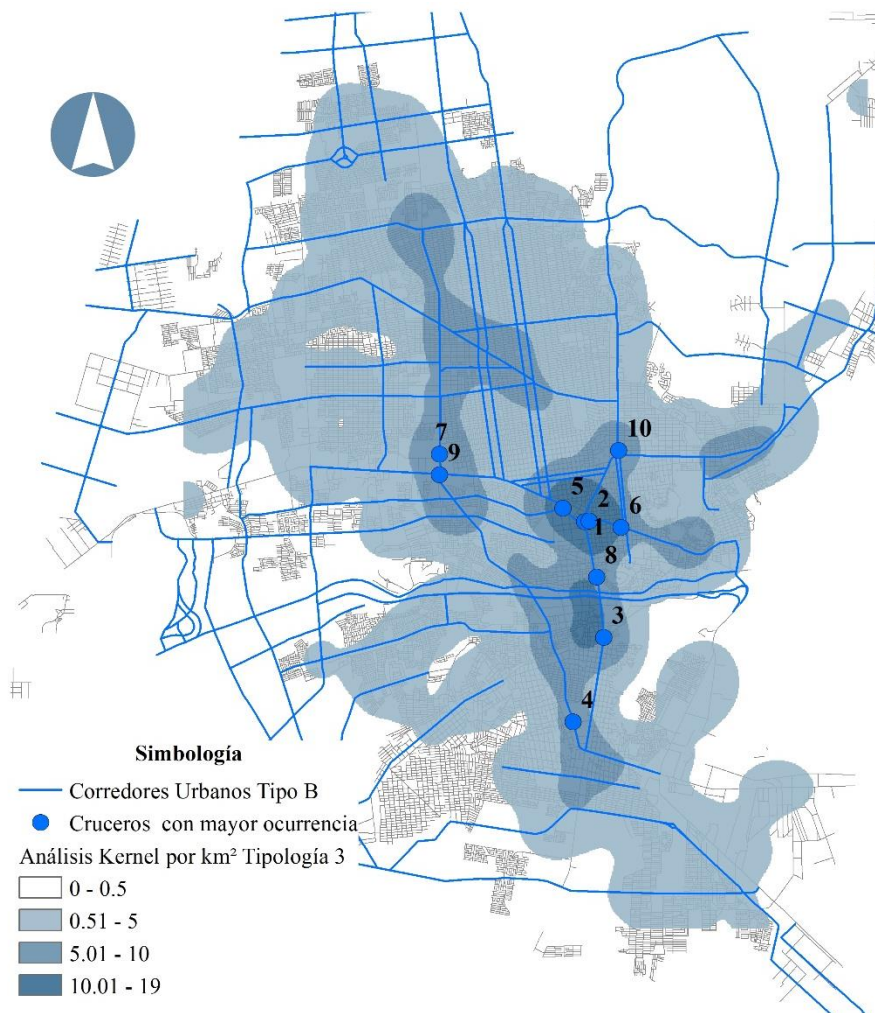 10
7
9
5
2
6
1
8
3
4
Simbología
Corredores Urbanos Tipo B
Cruceros con mayor ocurrencia
Análisis Kernel por km² Tipología 3
0 - 0.5
0.51 - 5
5.01 - 10
10.01 - 19